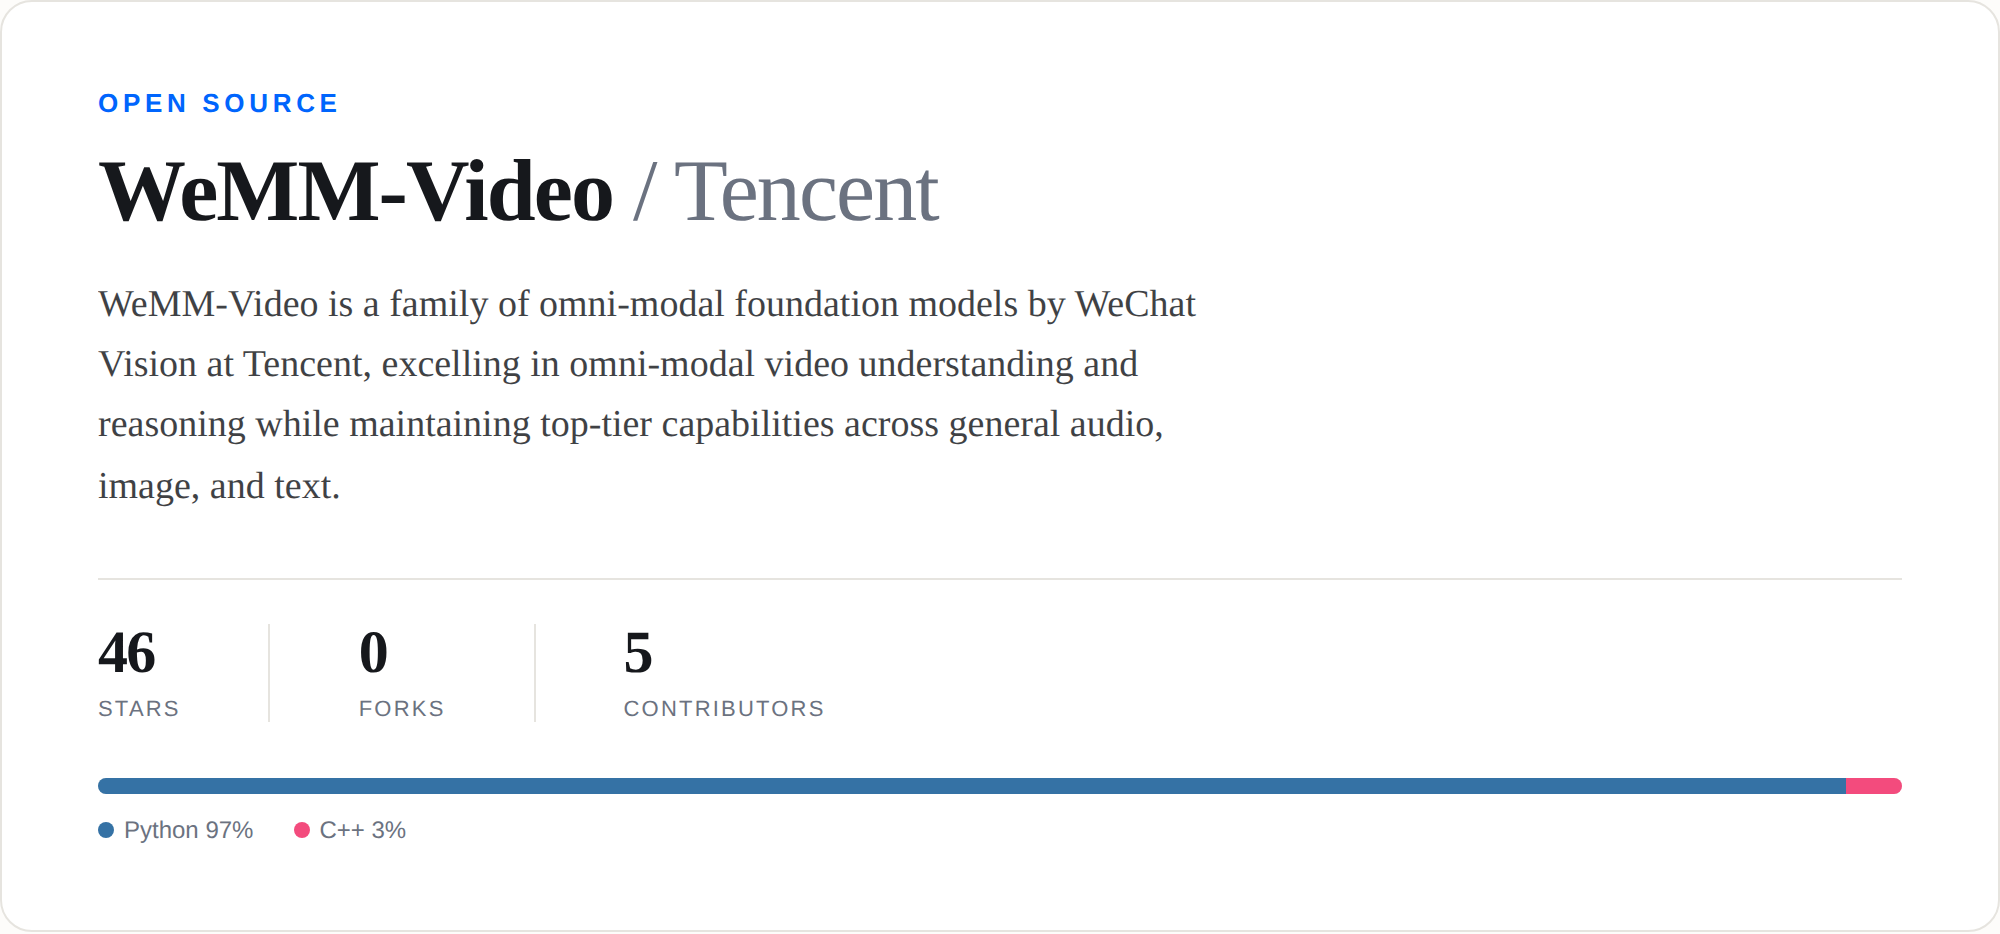 OPEN SOURCE
WeMM-Video / Tencent
WeMM-Video is a family of omni-modal foundation models by WeChat
Vision at Tencent, excelling in omni-modal video understanding and
reasoning while maintaining top-tier capabilities across general audio,
image, and text.
46
STARS
0
FORKS
5
CONTRIBUTORS
Python 97%
C++ 3%